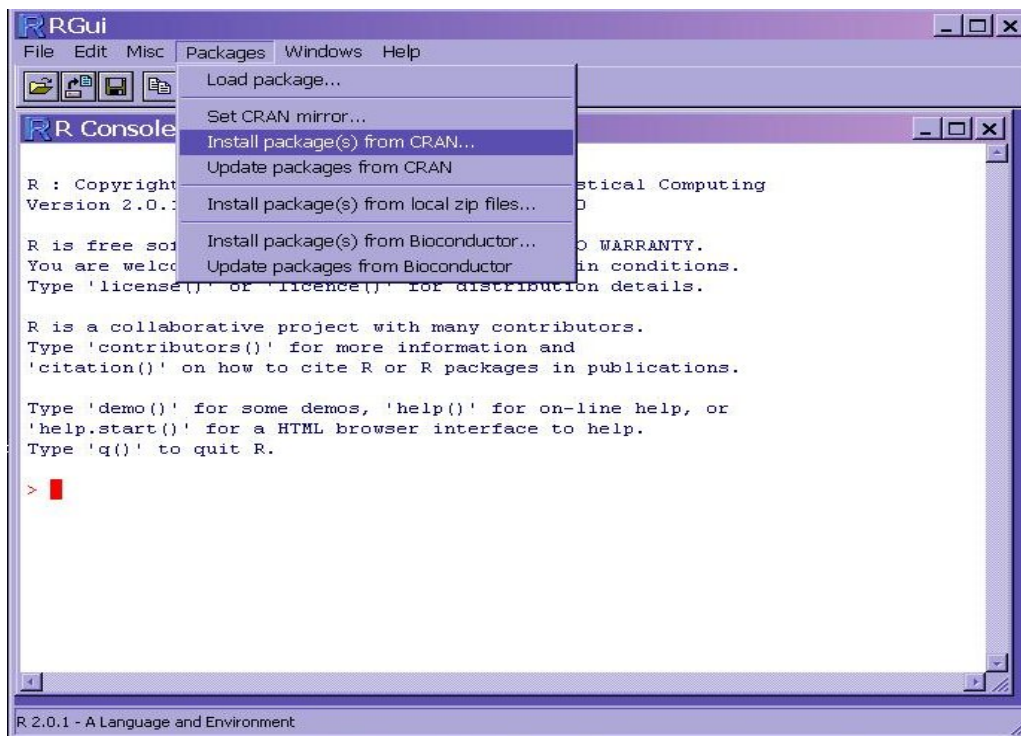 RGui
File Edit Misc Packages Windows Help
Load package...
Set CRAN mirror...
Install package(s) from CRAN...
Update packages from CRAN
Install package(s) from local zip files...
Install package(s) from Bioconductor...
Update packages from Bioconductor
R Console
R : Copyright stical Computing
Version 2.0.1
R is free sof O WARRANTY.
You are welco in conditions.
Type 'license()' or 'licence()' for distribution details.
R is a collaborative project with many contributors.
Type 'contributors()' for more information and
'citation()' on how to cite R or R packages in publications.
Type 'demo()' for some demos, 'help()' for on-line help, or
'help.start()' for a HTML browser interface to help.
Type 'q()' to quit R.
>
R 2.0.1 - A Language and Environment